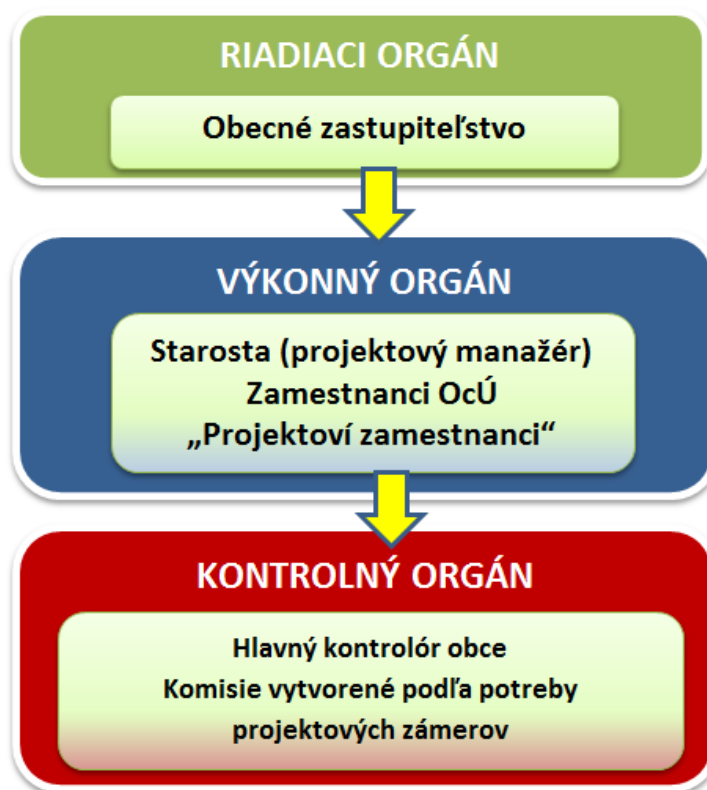 RIADIACI ORGÁN
Obecné zastupiteľstvo
VÝKONNÝ ORGÁN
Starosta (projektový manažér)
Zamestnanci OcÚ
„Projektoví zamestnanci“
KONTROLNÝ ORGÁN
Hlavný kontrolór obce
Komisie vytvorené podľa potreby
projektových zámerov